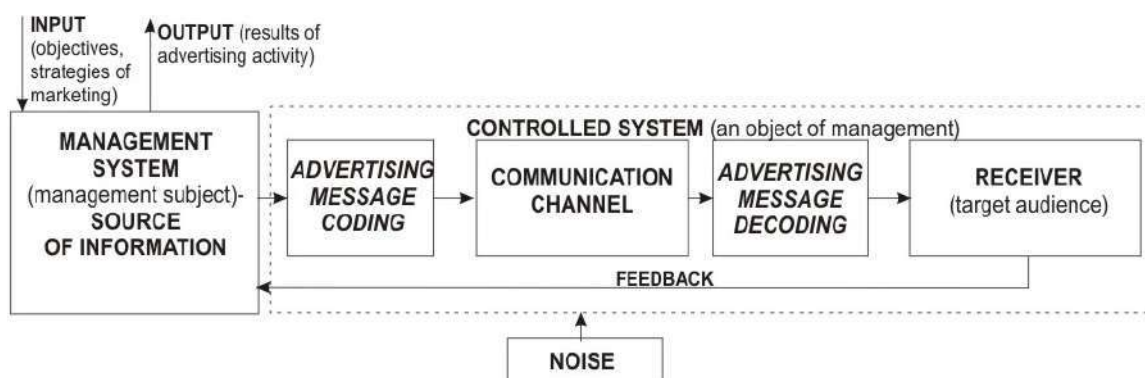 INPUT
(objectives,
strategies of
marketing)
OUTPUT (results of
advertising activity)
MANAGEMENT
SYSTEM
(management subject)-
SOURCE
OF INFORMATION
CONTROLLED SYSTEM (an object of management)
ADVERTISING
MESSAGE
CODING
COMMUNICATION
CHANNEL
ADVERTISING
MESSAGE
DECODING
RECEIVER
(target audience)
FEEDBACK
NOISE